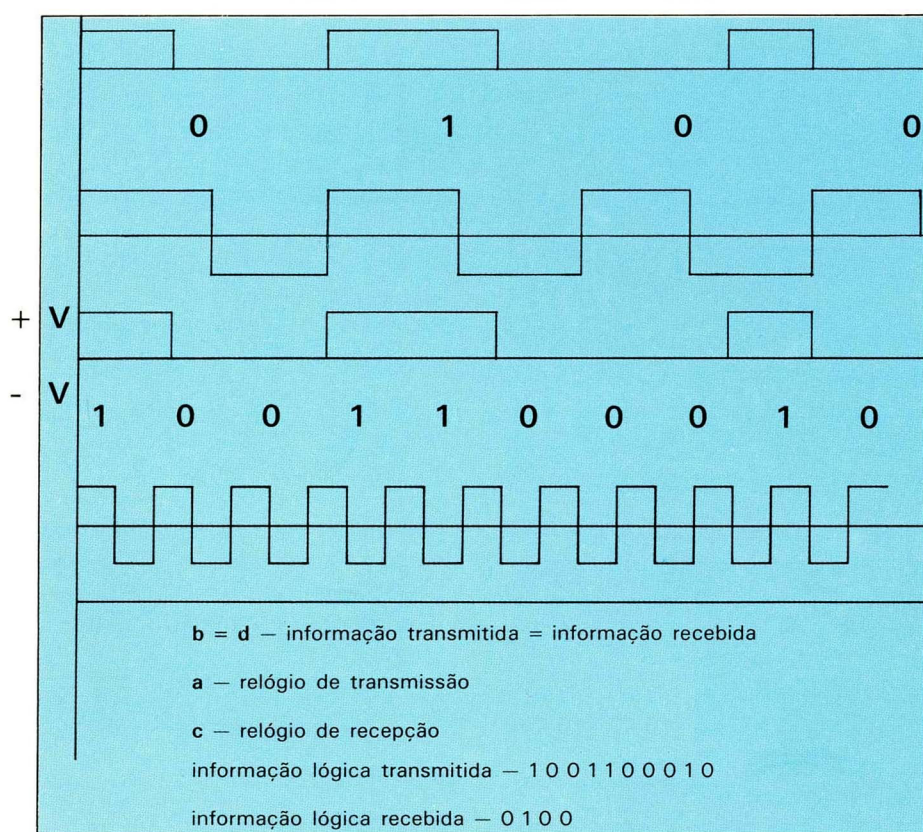 0 1 0 0
+ V
- V
1 0 0 1 1 0 0 0 1 0
b = d — informação transmitida = informação recebida
a — relógio de transmissão
c — relógio de recepção
informação lógica transmitida — 1 0 0 1 1 0 0 0 1 0
informação lógica recebida — 0 1 0 0